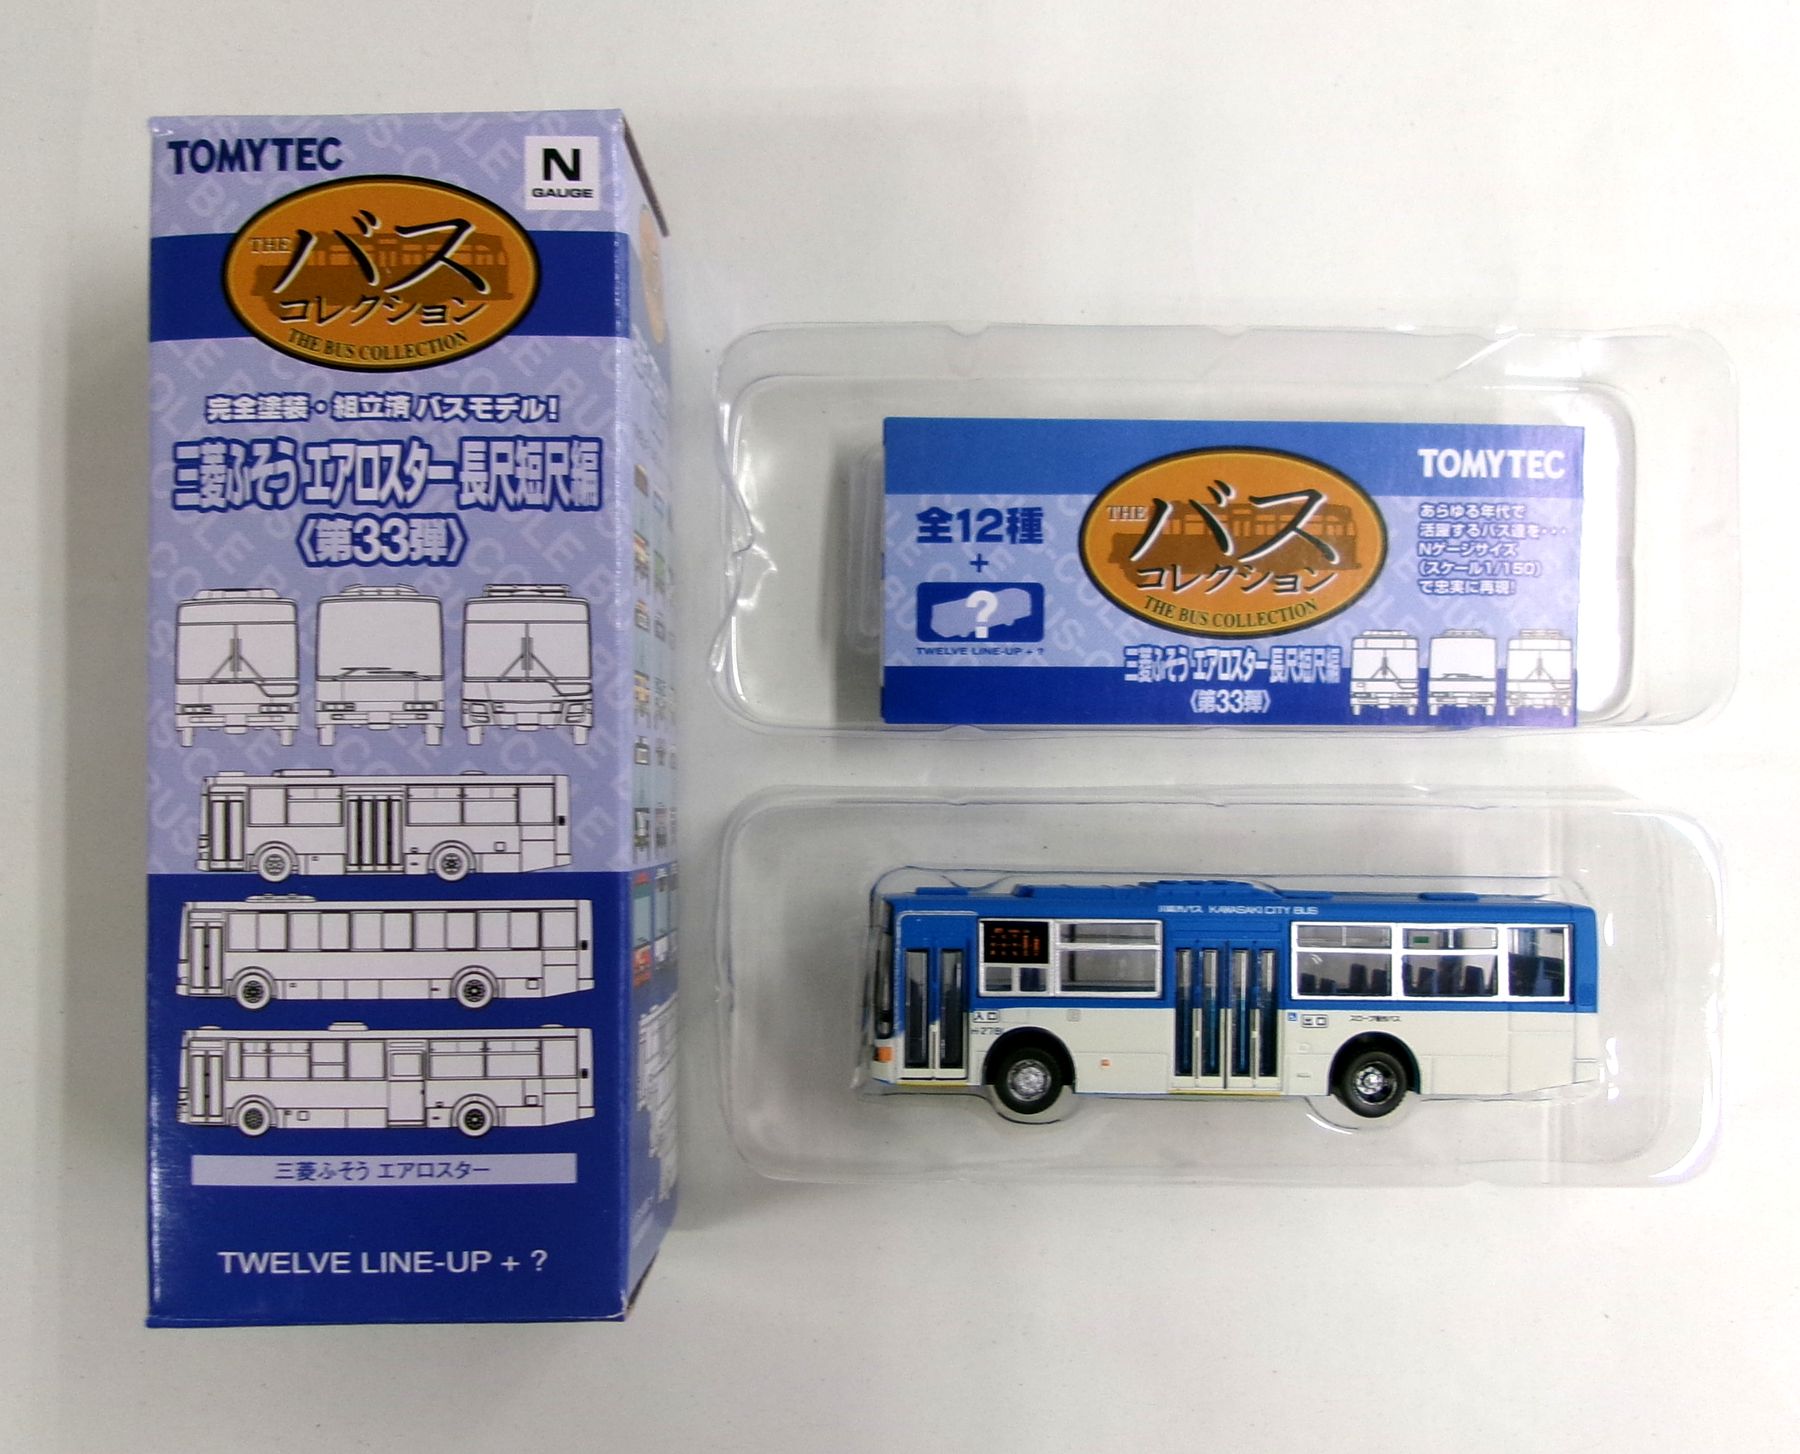 TOMYTEC
N
GAUGE
THE
バス
コレクション
THE BUS COLLECTION
完全塗装・組立済 バスモデル!
三菱ふそう エアロスター 長尺短尺編
〈第33弾〉
三菱ふそう エアロスター
TWELVE LINE-UP + ?
TOMYTEC
全12種
+
?
TWELVE LINE-UP + ?
THE
バス
コレクション
THE BUS COLLECTION
あらゆる年代で
活躍するバス達を・・・
Nゲージサイズ
(スケール1/150)
で忠実に再現!
三菱ふそう エアロスター 長尺短尺編
〈第33弾〉
川崎市バス KAWASAKI CITY BUS
入口
出口